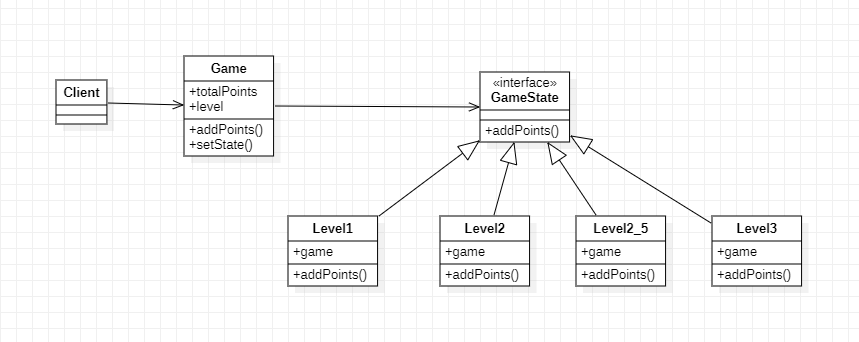 Client
Game
+totalPoints
+level
+addPoints()
+setState()
«interface»
GameState
+addPoints()
Level1
+game
+addPoints()
Level2
+game
+addPoints()
Level2_5
+game
+addPoints()
Level3
+game
+addPoints()